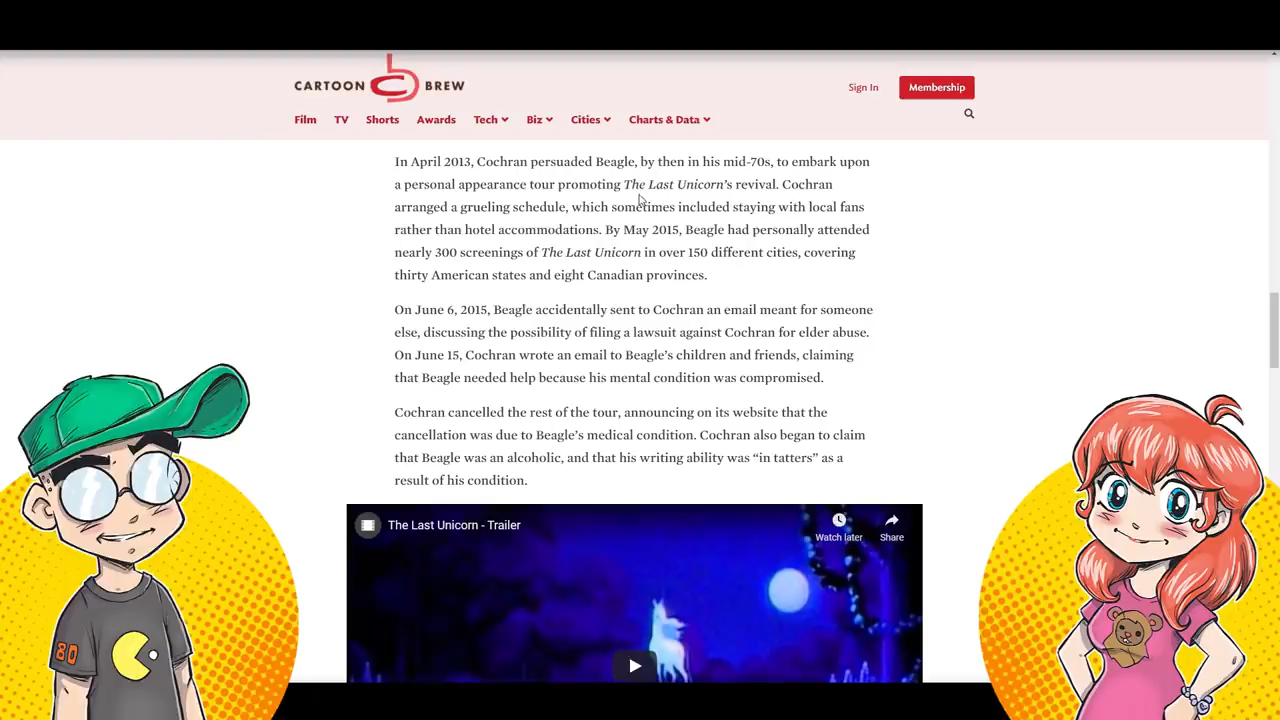 CARTOON BREW
Sign In
Membership
Film TV Shorts Awards Tech Biz Cities Charts & Data
In April 2013, Cochran persuaded Beagle, by then in his mid-70s, to embark upon
a personal appearance tour promoting The Last Unicorn's revival. Cochran
arranged a grueling schedule, which sometimes included staying with local fans
rather than hotel accommodations. By May 2015, Beagle had personally attended
nearly 300 screenings of The Last Unicorn in over 150 different cities, covering
thirty American states and eight Canadian provinces.
On June 6, 2015, Beagle accidentally sent to Cochran an email meant for someone
else, discussing the possibility of filing a lawsuit against Cochran for elder abuse.
On June 15, Cochran wrote an email to Beagle's children and friends, claiming
that Beagle needed help because his mental condition was compromised.
Cochran cancelled the rest of the tour, announcing on its website that the
cancellation was due to Beagle's medical condition. Cochran also began to claim
that Beagle was an alcoholic, and that his writing ability was “in tatters” as a
result of his condition.
The Last Unicorn - Trailer
Watch later
Share
80